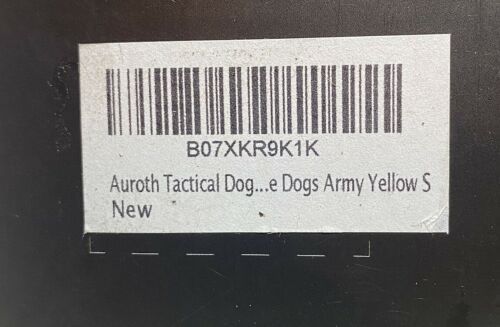 B07XKR9K1K
Auroth Tactical Dog...e Dogs Army Yellow S
New